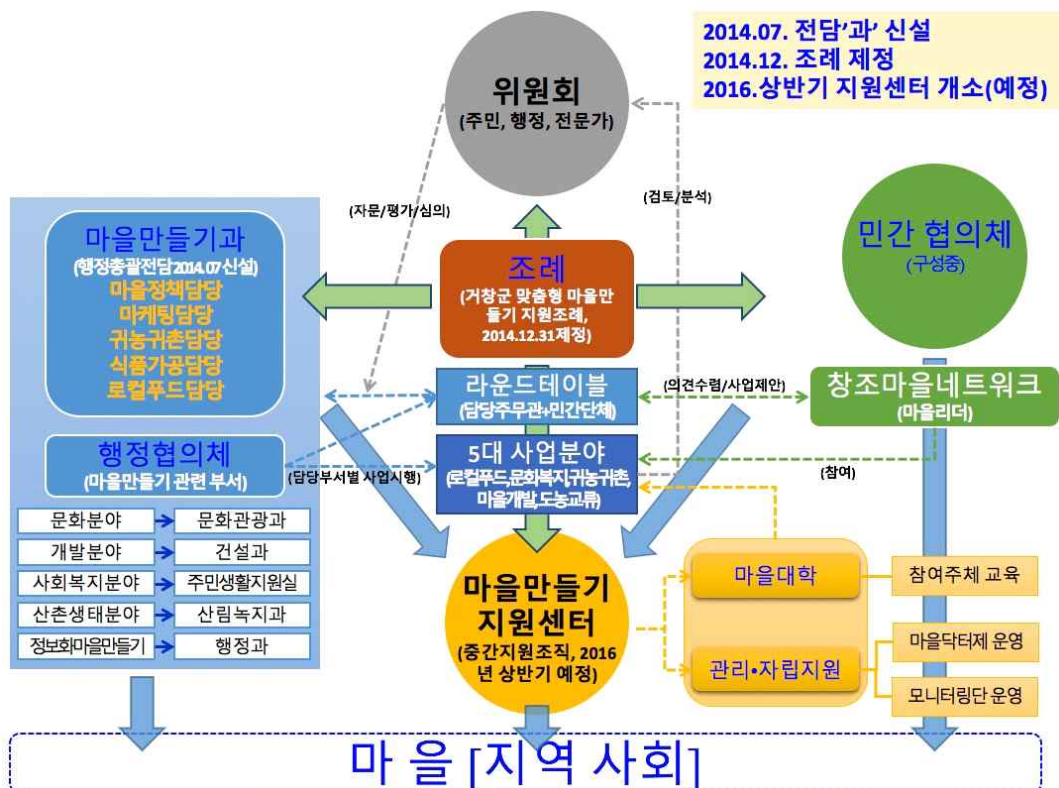 2014.07. 전담’과’ 신설
2014.12. 조례 제정
2016.상반기 지원센터 개소(예정)
위원회
(주민, 행정, 전문가)
(자문/평가/심의)
(검토/분석)
마을만들기과
(행정총괄전담2014.07신설)
마을정책담당
마케팅담당
귀농귀촌담당
식품가공담당
로컬푸드담당
조례
(거창군 맞춤형 마을만
들기 지원조례,
2014.12.31제정)
민간 협의체
(구성중)
라운드테이블
(담당주무관+민간단체)
(의견수렴/사업제안)
창조마을네트워크
(마을리더)
행정협의체
(마을만들기 관련 부서)
(담당부서별 사업시행)
5대 사업분야
(로컬푸드,문화복지,귀농귀촌,
마을개발,도농교류)
(참여)
문화분야
문화관광과
개발분야
건설과
사회복지분야
주민생활지원실
산촌생태분야
산림녹지과
정보화마을만들기
행정과
마을만들기
지원센터
(중간지원조직, 2016
년 상반기 예정)
마을대학
참여주체 교육
관리•자립지원
마을닥터제 운영
모니터링단 운영
마 을 [지역 사회]